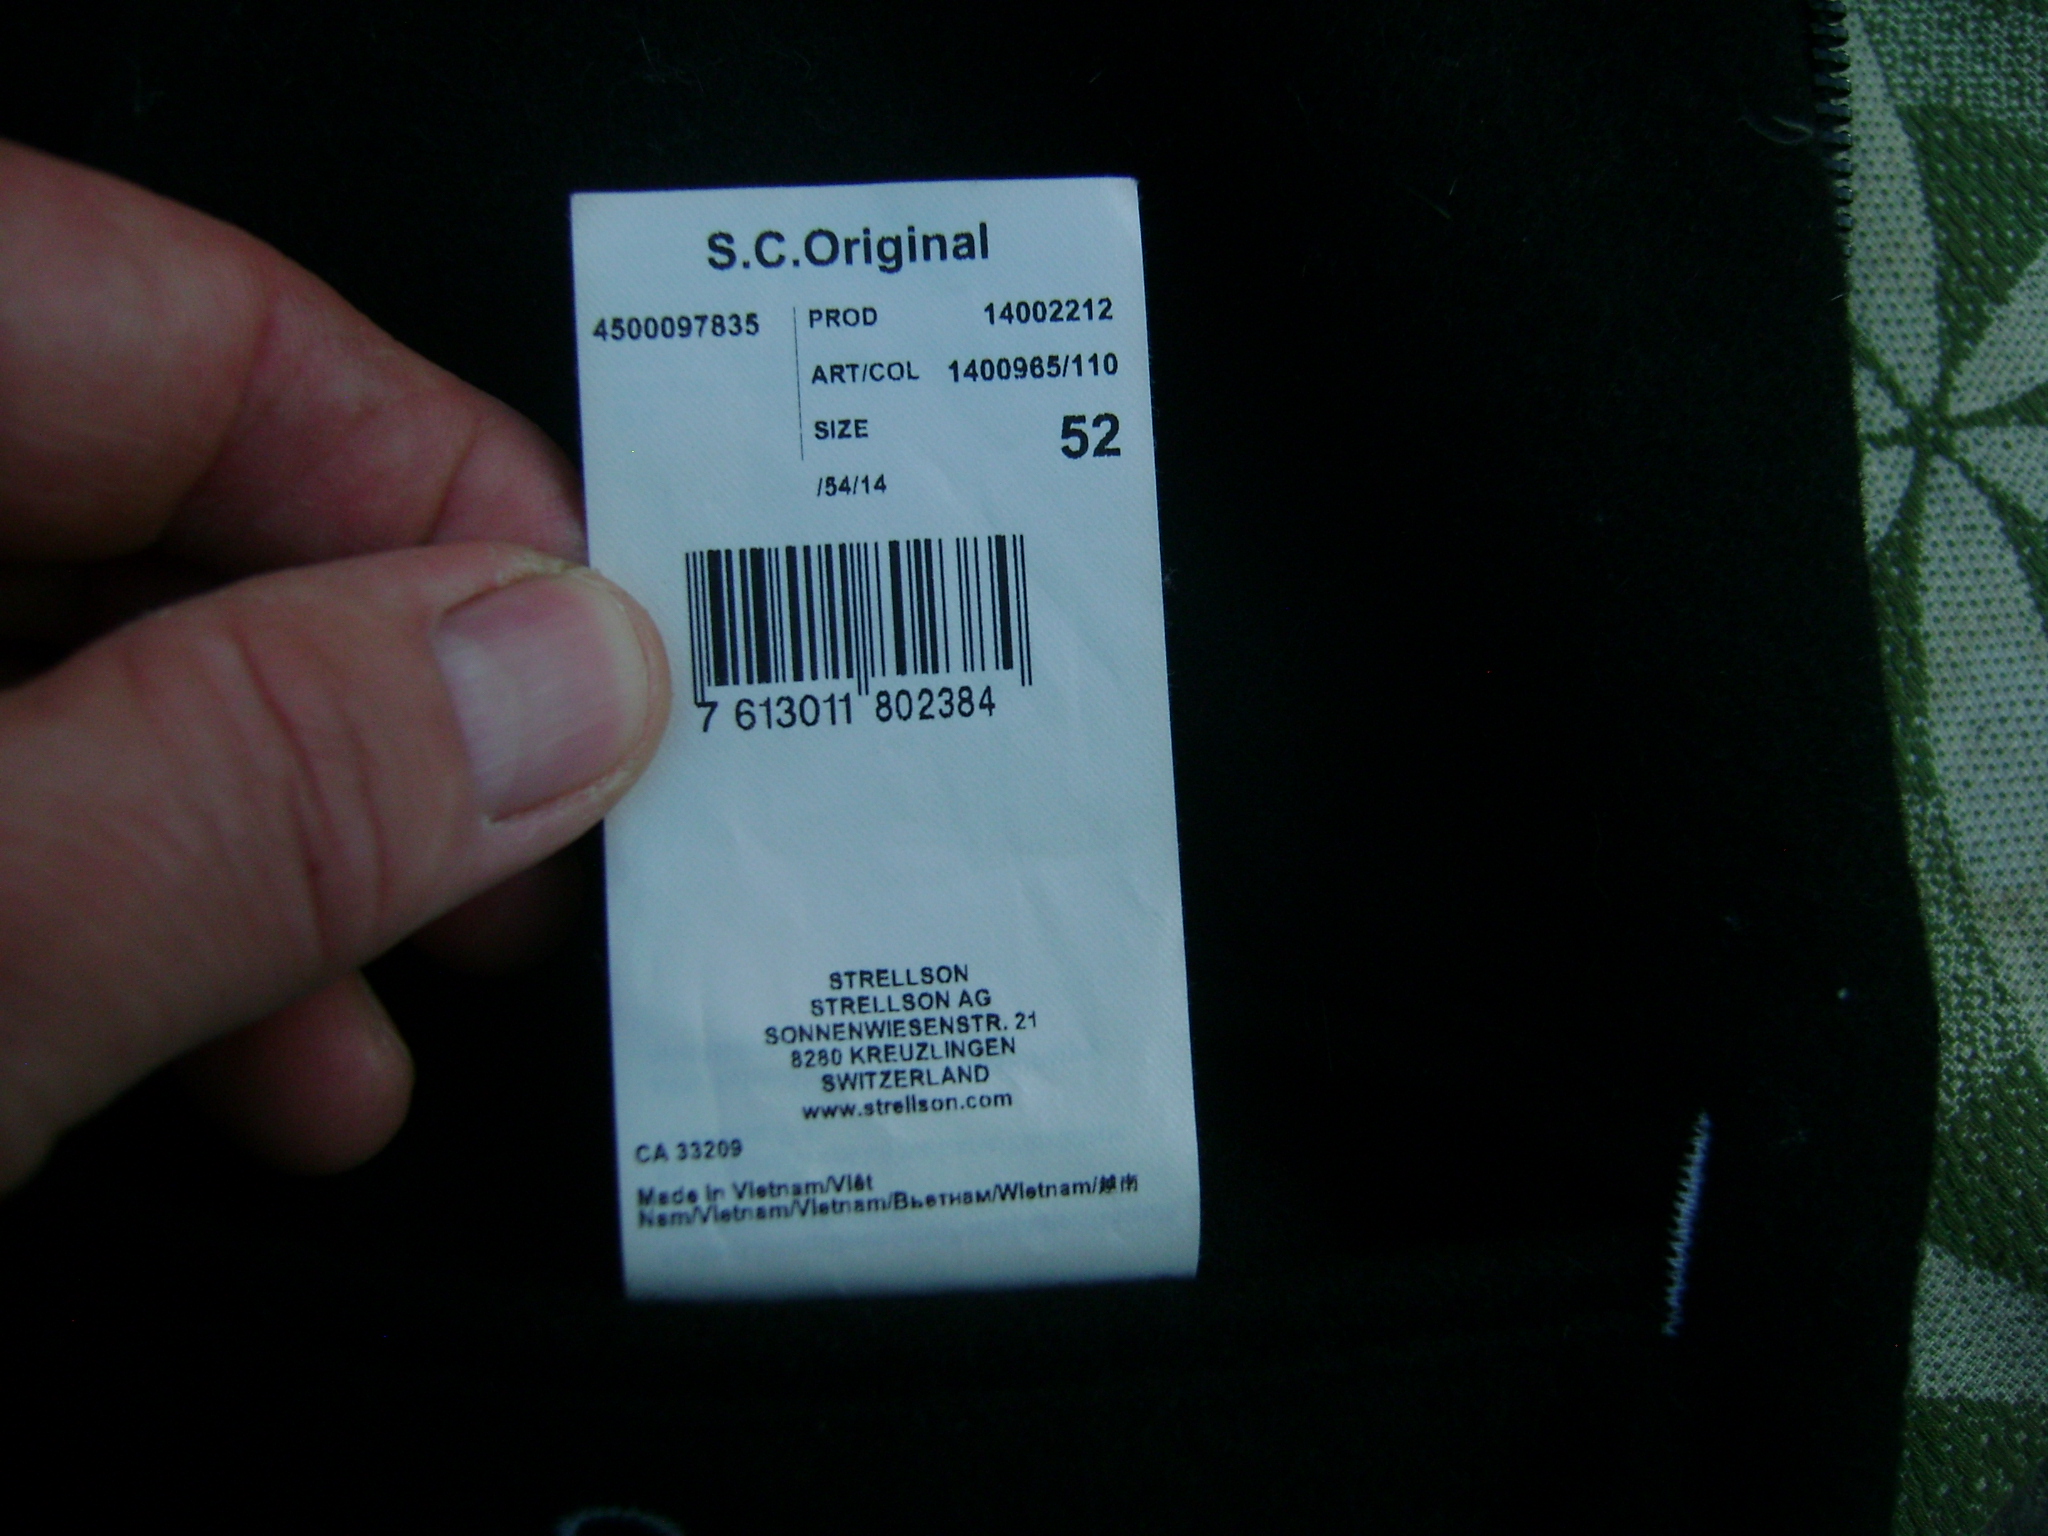 S.C.Original
4500097835 PROD 14002212
ART/COL 1400965/110
SIZE 52
/54/14
7 613011 802384
STRELLSON
STRELLSON AG
SONNENWIESENSTR. 21
8280 KREUZLINGEN
SWITZERLAND
www.strellson.com
CA 33209
Made in Vietnam/Viêt
Nam/Vietnam/Vietnam/Вьетнам/Wietnam/越南